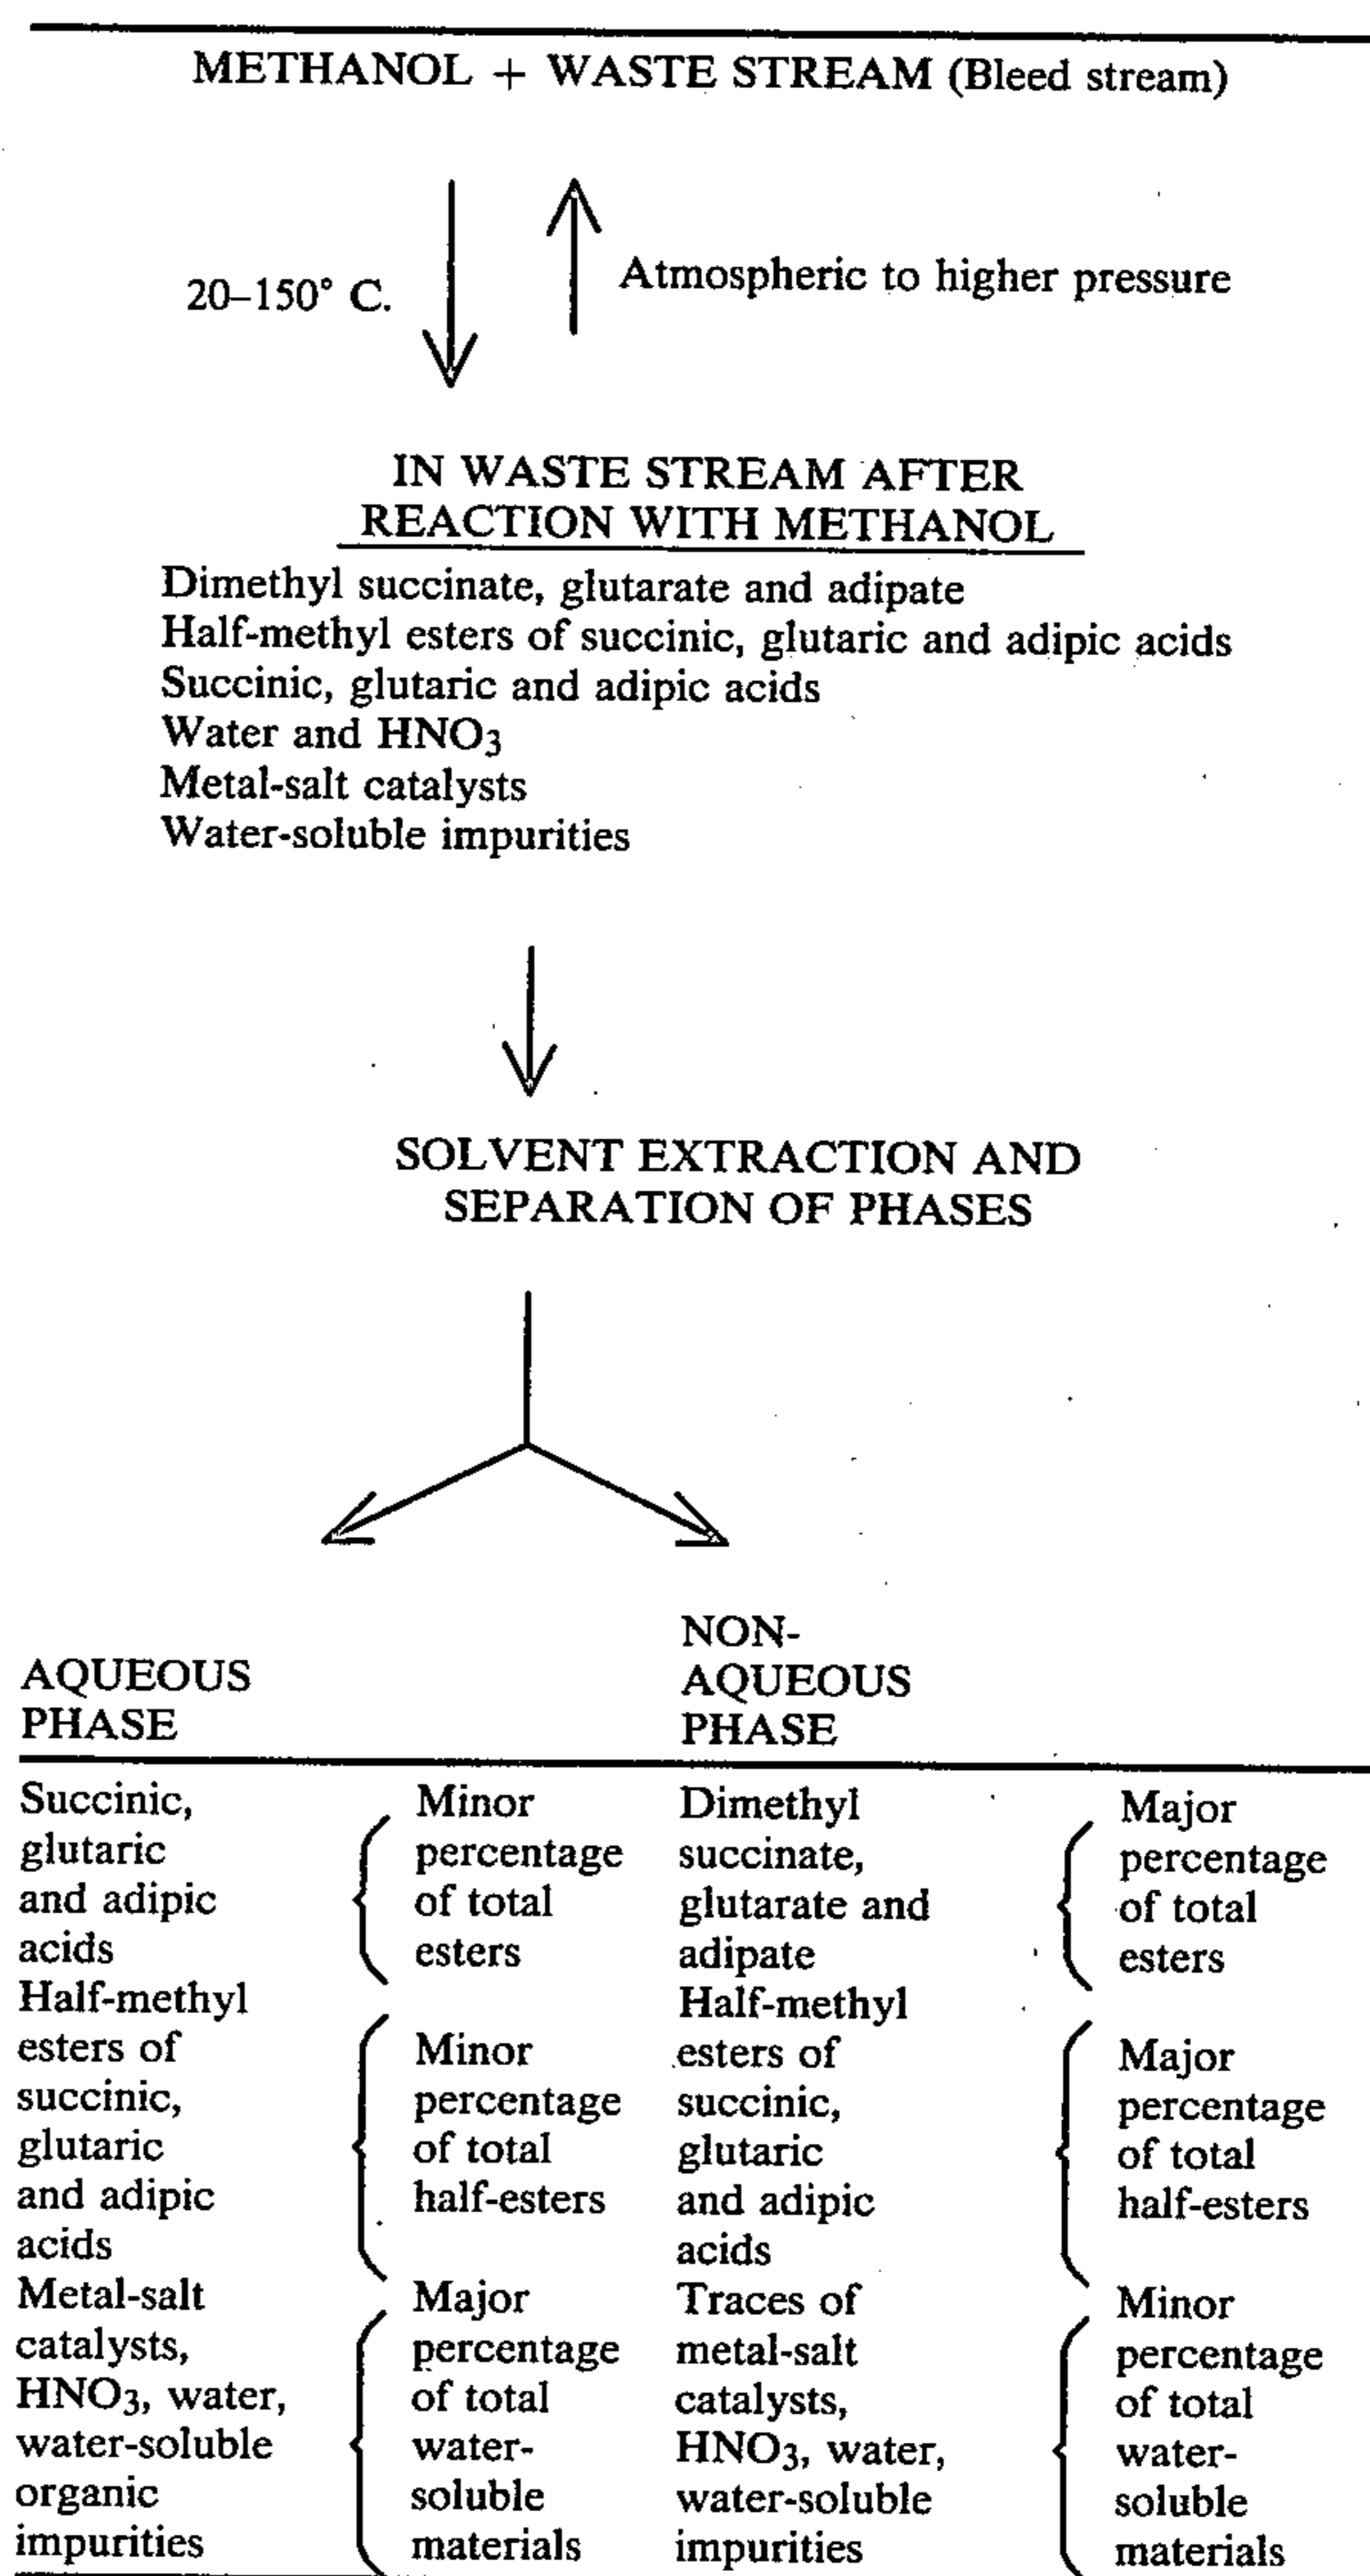 METHANOL + WASTE STREAM (Bleed stream)
20–150° C.
Atmospheric to higher pressure
IN WASTE STREAM AFTER
REACTION WITH METHANOL
Dimethyl succinate, glutarate and adipate
Half-methyl esters of succinic, glutaric and adipic acids
Succinic, glutaric and adipic acids
Water and HNO3
Metal-salt catalysts
Water-soluble impurities
SOLVENT EXTRACTION AND
SEPARATION OF PHASES
AQUEOUS
PHASE
NON-
AQUEOUS
PHASE
Succinic,
glutaric
and adipic
acids
Minor
percentage
of total
esters
Dimethyl
succinate,
glutarate and
adipate
Major
percentage
of total
esters
Half-methyl
esters of
succinic,
glutaric
and adipic
acids
Minor
percentage
of total
half-esters
Half-methyl
esters of
succinic,
glutaric
and adipic
acids
Major
percentage
of total
half-esters
Metal-salt
catalysts,
HNO3, water,
water-soluble
organic
impurities
Major
percentage
of total
water-
soluble
materials
Traces of
metal-salt
catalysts,
HNO3, water,
water-soluble
impurities
Minor
percentage
of total
water-
soluble
materials